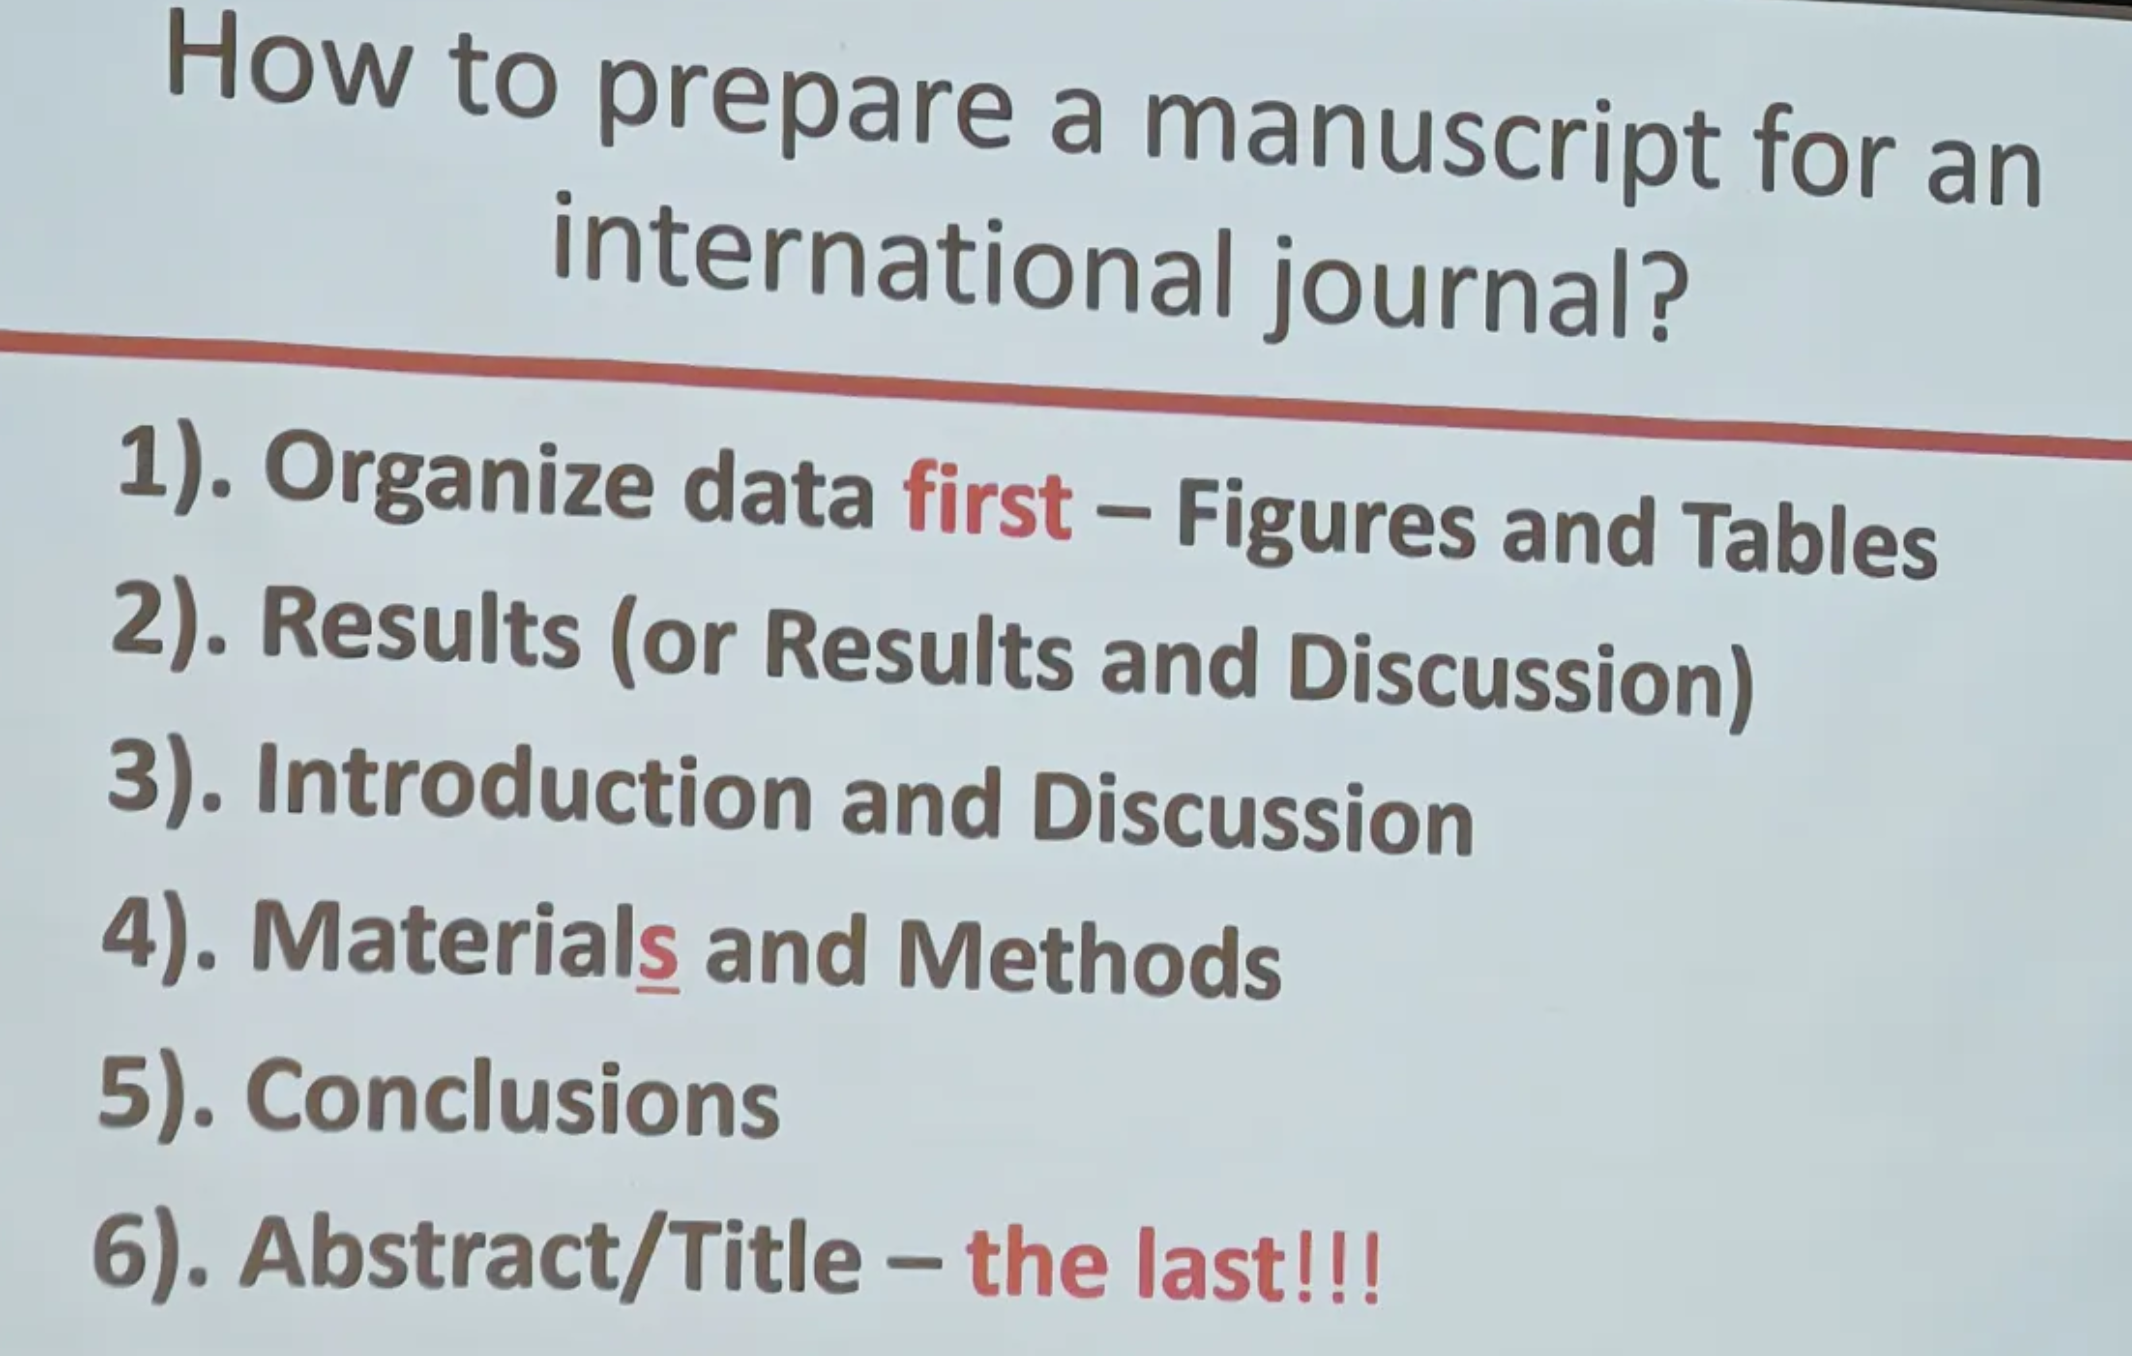 How to prepare a manuscript for an
international journal?
1). Organize data first – Figures and Tables
2). Results (or Results and Discussion)
3). Introduction and Discussion
4). Materials and Methods
5). Conclusions
6). Abstract/Title – the last!!!